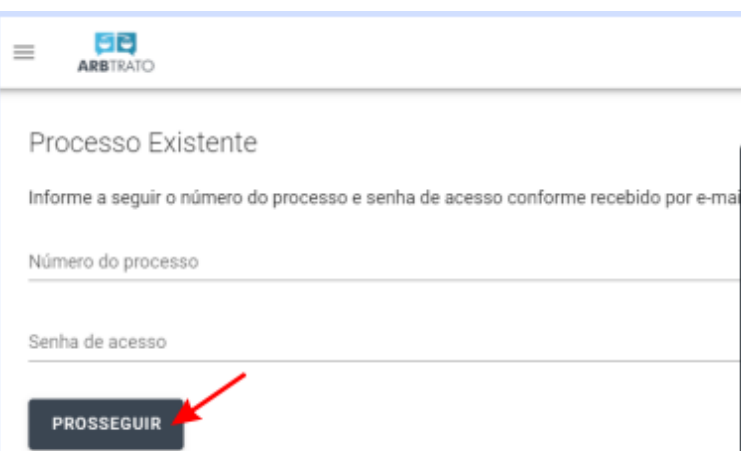 ARBTRATO
Processo Existente
Informe a seguir o número do processo e senha de acesso conforme recebido por e-mai
Número do processo
Senha de acesso
PROSSEGUIR